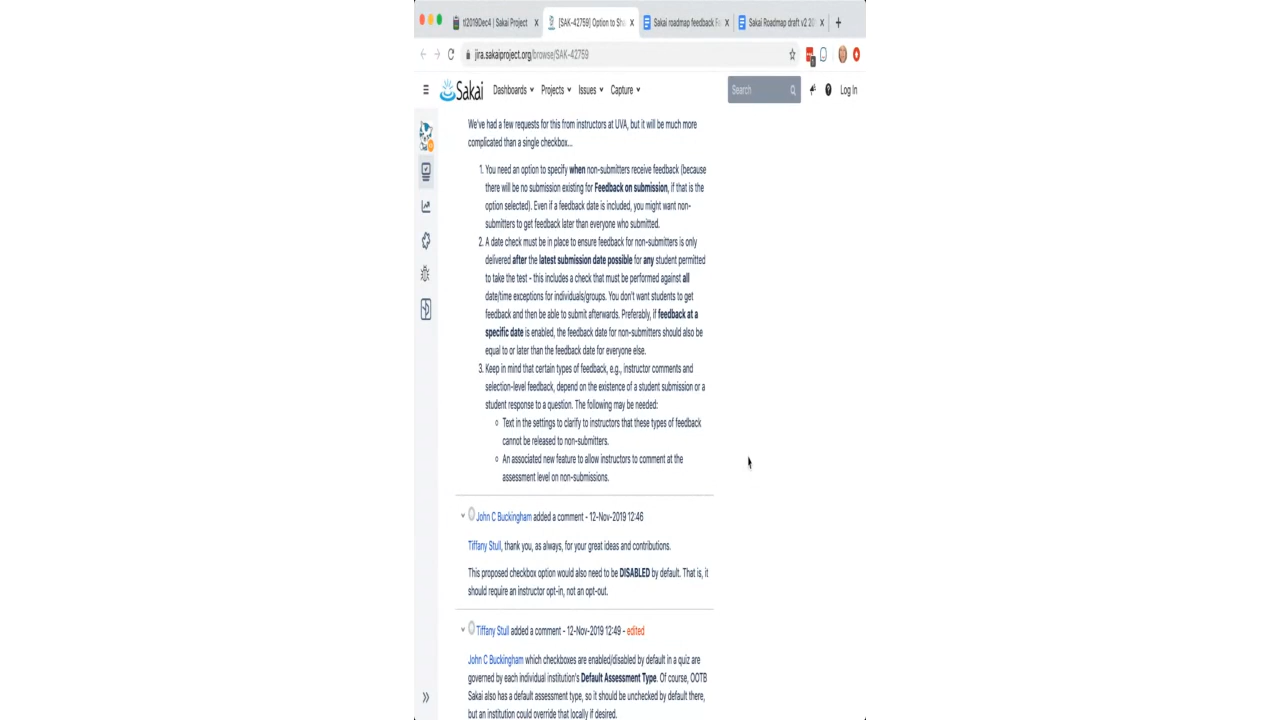 tl2019Dec4 | Sakai Project
[SAK-42759] Option to Sh
Sakai roadmap feedback F
Sakai Roadmap draft v2 20
jira.sakaiproject.org/browse/SAK-42759
Sakai
Dashboards
Projects
Issues
Capture
Search
Log In
We've had a few requests for this from instructors at UVA, but it will be much more
complicated than a single checkbox...
1. You need an option to specify when non-submitters receive feedback (because
there will be no submission existing for Feedback on submission, if that is the
option selected). Even if a feedback date is included, you might want non-
submitters to get feedback later than everyone who submitted.
2. A date check must be in place to ensure feedback for non-submitters is only
delivered after the latest submission date possible for any student permitted
to take the test - this includes a check that must be performed against all
date/time exceptions for individuals/groups. You don't want students to get
feedback and then be able to submit afterwards. Preferably, if feedback at a
specific date is enabled, the feedback date for non-submitters should also be
equal to or later than the feedback date for everyone else.
3. Keep in mind that certain types of feedback, e.g., instructor comments and
selection-level feedback, depend on the existence of a student submission or a
student response to a question. The following may be needed:
Text in the settings to clarify to instructors that these types of feedback
cannot be released to non-submitters.
An associated new feature to allow instructors to comment at the
assessment level on non-submissions.
John C Buckingham added a comment - 12-Nov-2019 12:46
Tiffany Stull, thank you, as always, for your great ideas and contributions.
This proposed checkbox option would also need to be DISABLED by default. That is, it
should require an instructor opt-in, not an opt-out.
Tiffany Stull added a comment - 12-Nov-2019 12:49 - edited
John C Buckingham which checkboxes are enabled/disabled by default in a quiz are
governed by each individual institution's Default Assessment Type. Of course, OOTB
Sakai also has a default assessment type, so it should be unchecked by default there,
but an institution could override that locally if desired.